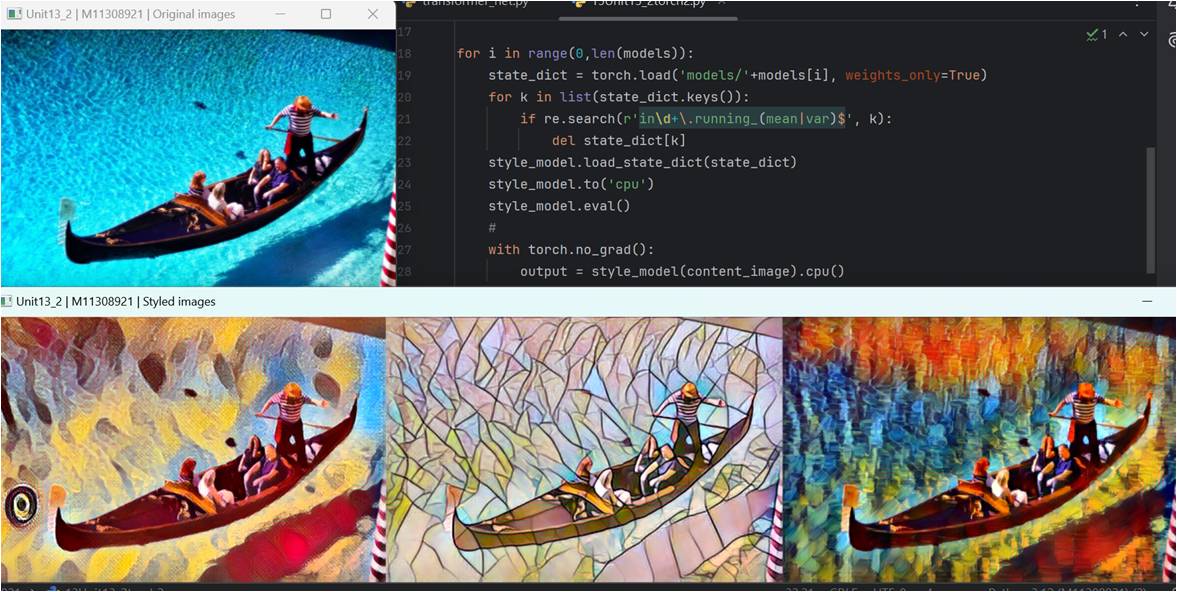 Unit13_2 | M11308921 | Original images
transformer_net.py
13Unit13_2torch2.py
17
18 for i in range(0,len(models)):
19 state_dict = torch.load('models/'+models[i], weights_only=True)
20 for k in list(state_dict.keys()):
21 if re.search(r'in\d+\.running_(mean|var)$', k):
22 del state_dict[k]
23 style_model.load_state_dict(state_dict)
24 style_model.to('cpu')
25 style_model.eval()
26 #
27 with torch.no_grad():
28 output = style_model(content_image).cpu()
1
Unit13_2 | M11308921 | Styled images